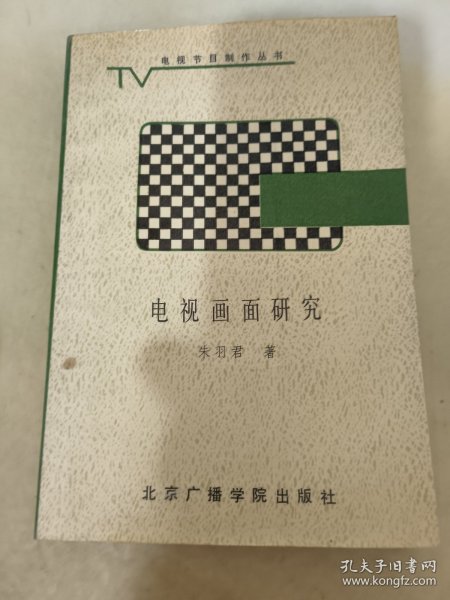 电视节目制作丛书
TV
电视画面研究
朱羽君 著
北京广播学院出版社
孔夫子旧书网
www.kongfz.com